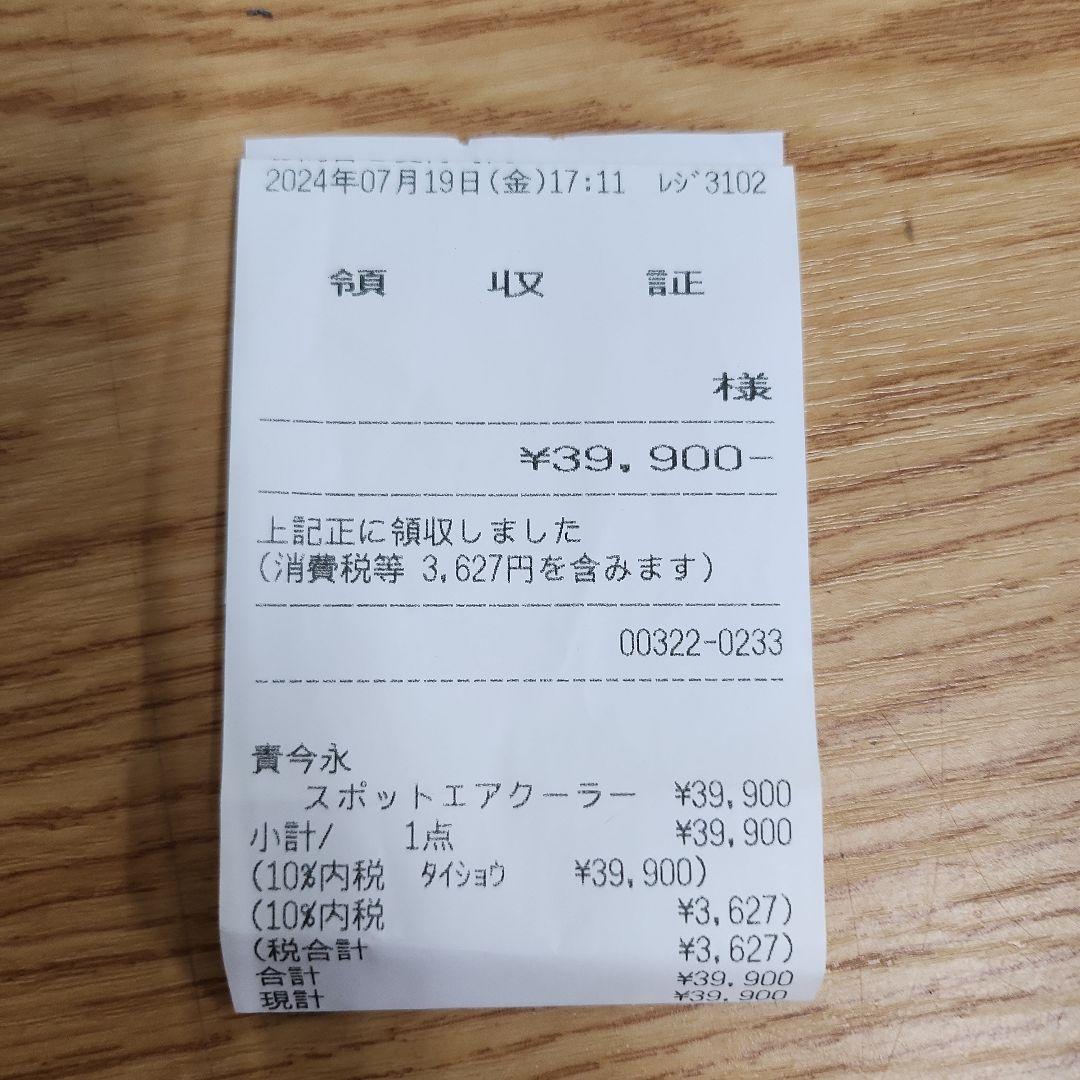 2024年07月19日(金)17:11 ﾚｼﾞ3102
領 収 証
様
¥39,900-
上記正に領収しました
(消費税等 3,627円を含みます)
00322-0233
責今永
スポットエアクーラー ¥39,900
小計/ 1点 ¥39,900
(10%内税 ﾀｲｼｮｳ ¥39,900)
(10%内税 ¥3,627)
(税合計 ¥3,627)
合計 ¥39,900
現計 ¥39,900